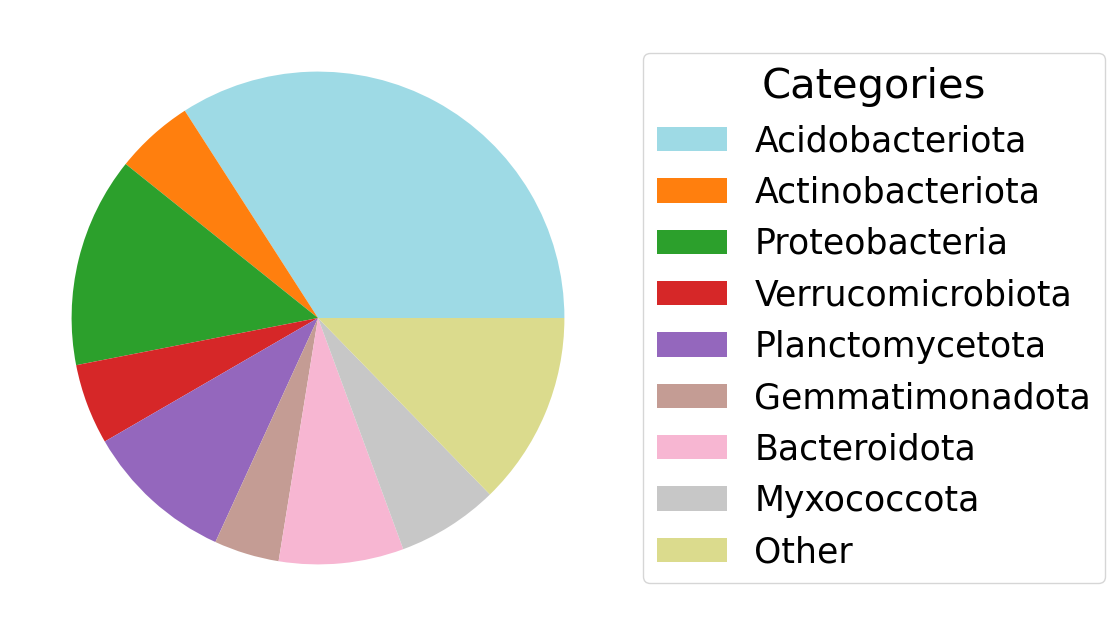 Categories
Acidobacteriota
Actinobacteriota
Proteobacteria
Verrucomicrobiota
Planctomycetota
Gemmatimonadota
Bacteroidota
Myxococcota
Other